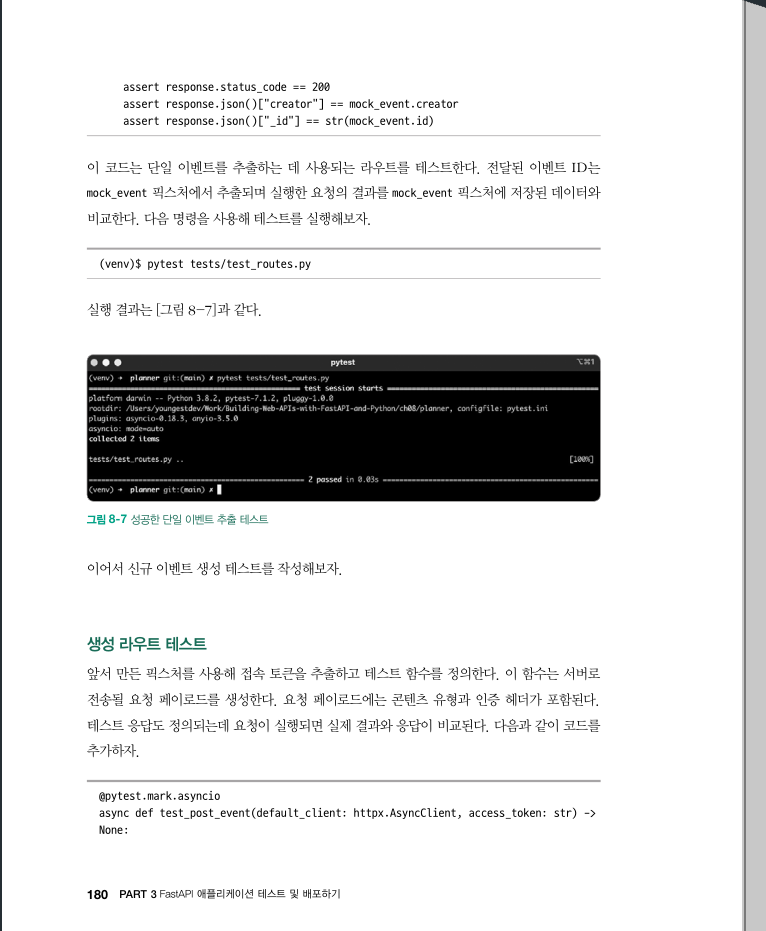 assert response.status_code == 200
assert response.json()["creator"] == mock_event.creator
assert response.json()["_id"] == str(mock_event.id)
이 코드는 단일 이벤트를 추출하는 데 사용되는 라우트를 테스트한다. 전달된 이벤트 ID는
mock_event 픽스처에서 추출되며 실행한 요청의 결과를 mock_event 픽스처에 저장된 데이터와
비교한다. 다음 명령을 사용해 테스트를 실행해보자.
(venv)$ pytest tests/test_routes.py
실행 결과는 [그림 8-7]과 같다.
pytest ⌥⌘1
(venv) → planner git:(main) ✗ pytest tests/test_routes.py
test session starts
platform darwin -- Python 3.8.2, pytest-7.1.2, pluggy-1.0.0
rootdir: /Users/youngestdev/Work/Building-Web-APIs-with-FastAPI-and-Python/ch08/planner, configfile: pytest.ini
plugins: asyncio-0.18.3, anyio-3.5.0
asyncio: mode=auto
collected 2 items
tests/test_routes.py .. [100%]
2 passed in 0.03s
(venv) → planner git:(main) ✗
그림 8-7 성공한 단일 이벤트 추출 테스트
이어서 신규 이벤트 생성 테스트를 작성해보자.
생성 라우트 테스트
앞서 만든 픽스처를 사용해 접속 토큰을 추출하고 테스트 함수를 정의한다. 이 함수는 서버로
전송될 요청 페이로드를 생성한다. 요청 페이로드에는 콘텐츠 유형과 인증 헤더가 포함된다.
테스트 응답도 정의되는데 요청이 실행되면 실제 결과와 응답이 비교된다. 다음과 같이 코드를
추가하자.
@pytest.mark.asyncio
async def test_post_event(default_client: httpx.AsyncClient, access_token: str) ->
None:
180 PART 3 FastAPI 애플리케이션 테스트 및 배포하기